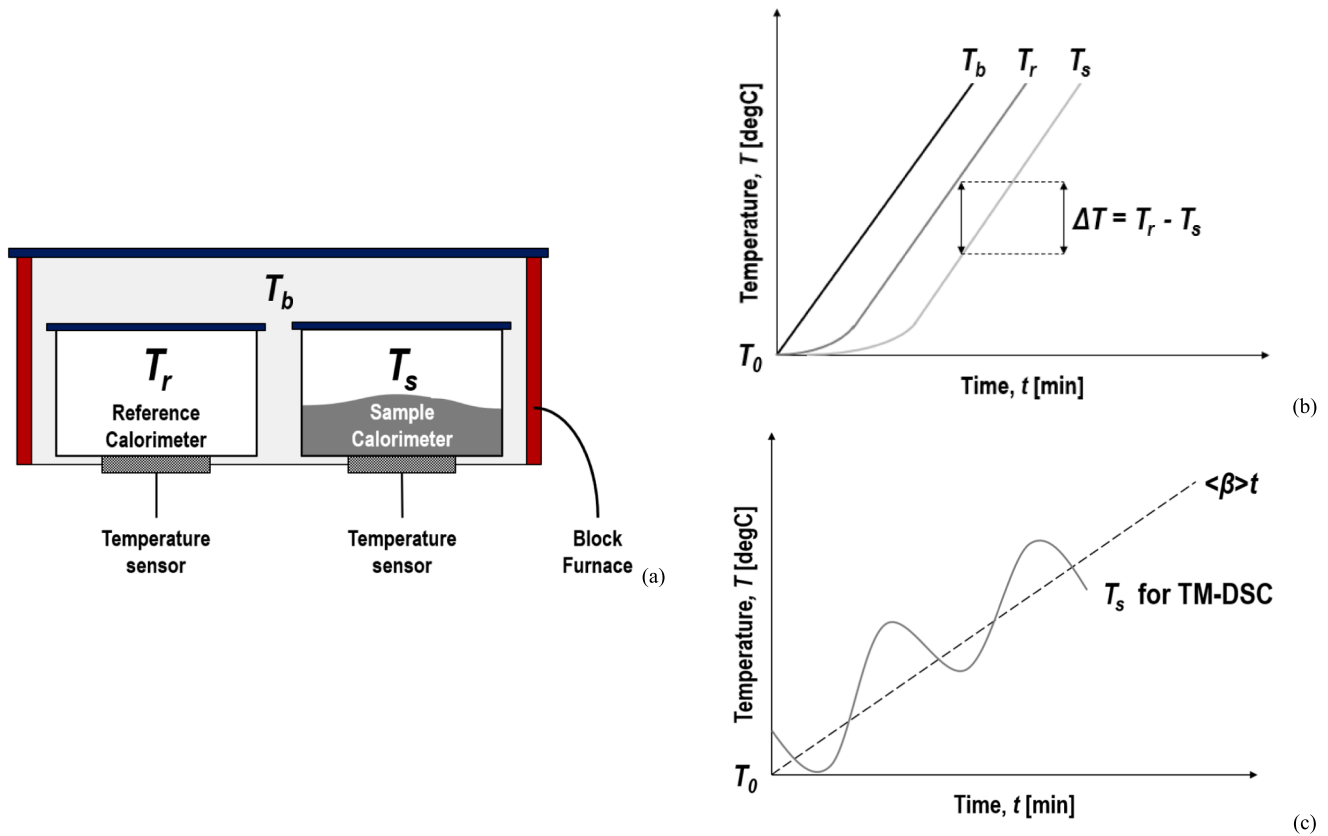 T_b
T_r
Reference
Calorimeter
T_s
Sample
Calorimeter
Temperature
sensor
Temperature
sensor
Block
Furnace
(a)
T_b T_r T_s
Temperature, T [degC]
ΔT = T_r - T_s
T_0
Time, t [min]
(b)
<β>t
Temperature, T [degC]
T_s for TM-DSC
T_0
Time, t [min]
(c)